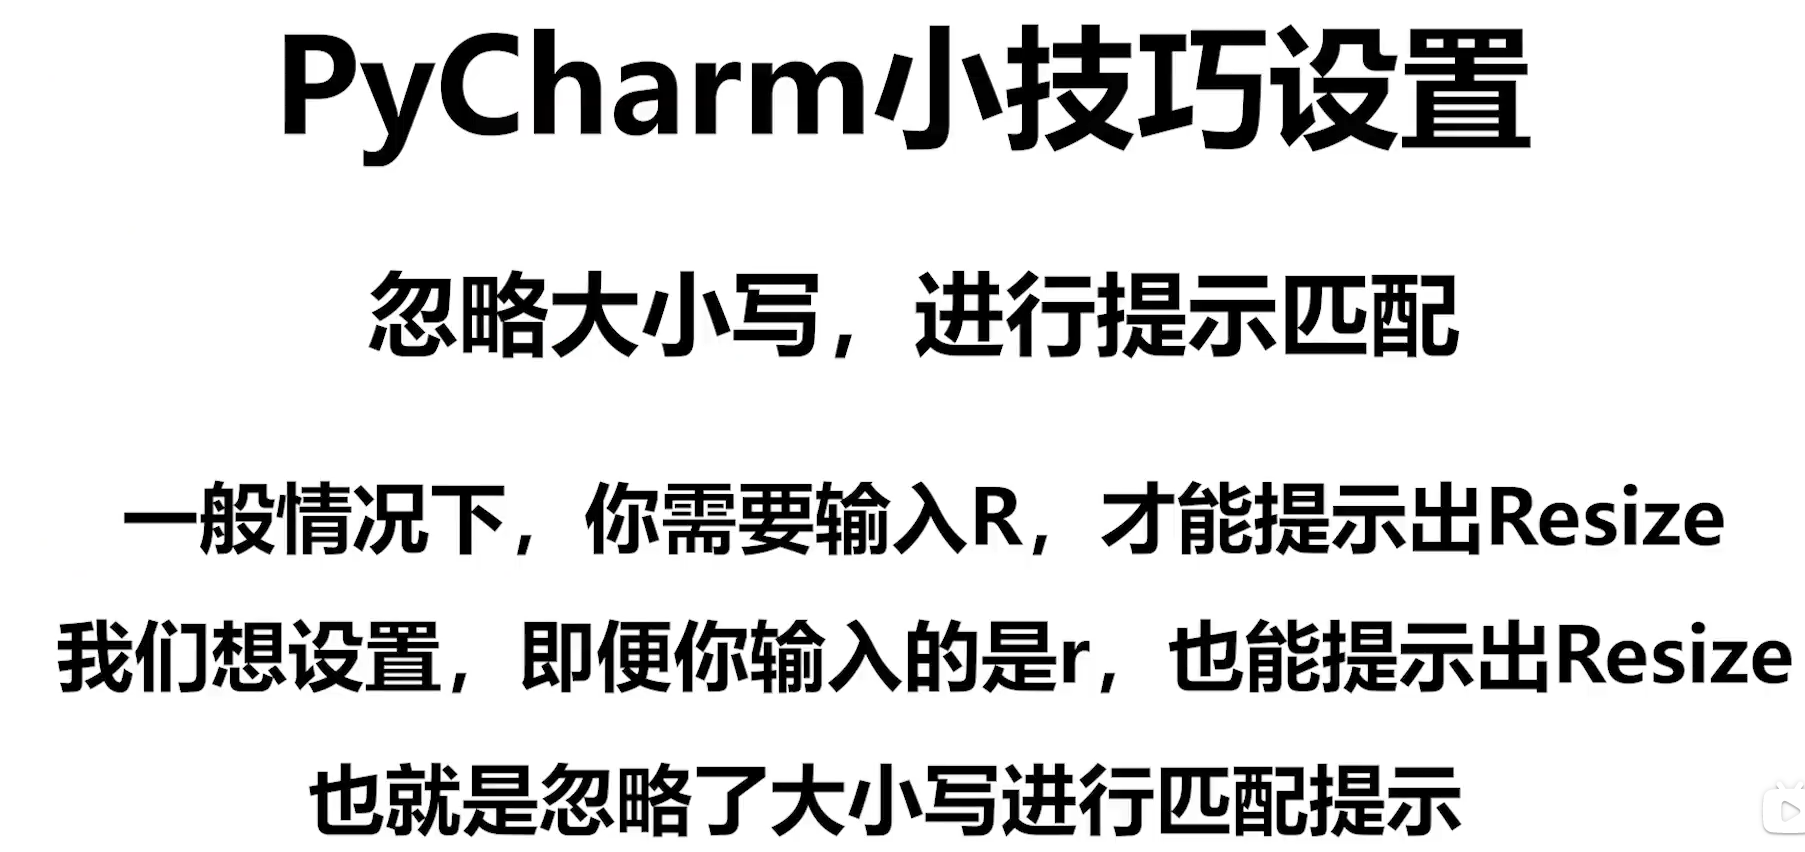 PyCharm小技巧设置
忽略大小写，进行提示匹配
一般情况下，你需要输入R，才能提示出Resize
我们想设置，即便你输入的是r，也能提示出Resize
也就是忽略了大小写进行匹配提示